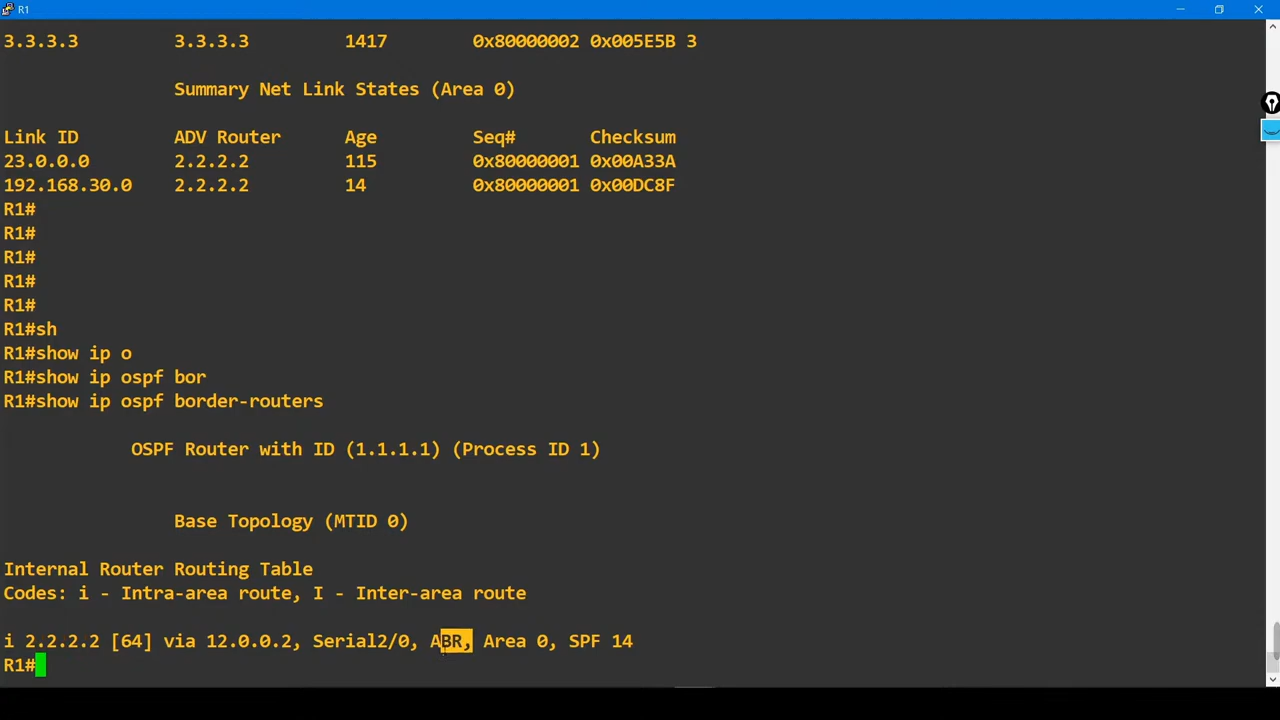 R1
3.3.3.3 3.3.3.3 1417 0x80000002 0x005E5B 3
Summary Net Link States (Area 0)
Link ID ADV Router Age Seq# Checksum
23.0.0.0 2.2.2.2 115 0x80000001 0x00A33A
192.168.30.0 2.2.2.2 14 0x80000001 0x00DC8F
R1#
R1#
R1#
R1#
R1#
R1#sh
R1#show ip o
R1#show ip ospf bor
R1#show ip ospf border-routers
OSPF Router with ID (1.1.1.1) (Process ID 1)
Base Topology (MTID 0)
Internal Router Routing Table
Codes: i - Intra-area route, I - Inter-area route
i 2.2.2.2 [64] via 12.0.0.2, Serial2/0, ABR, Area 0, SPF 14
R1#